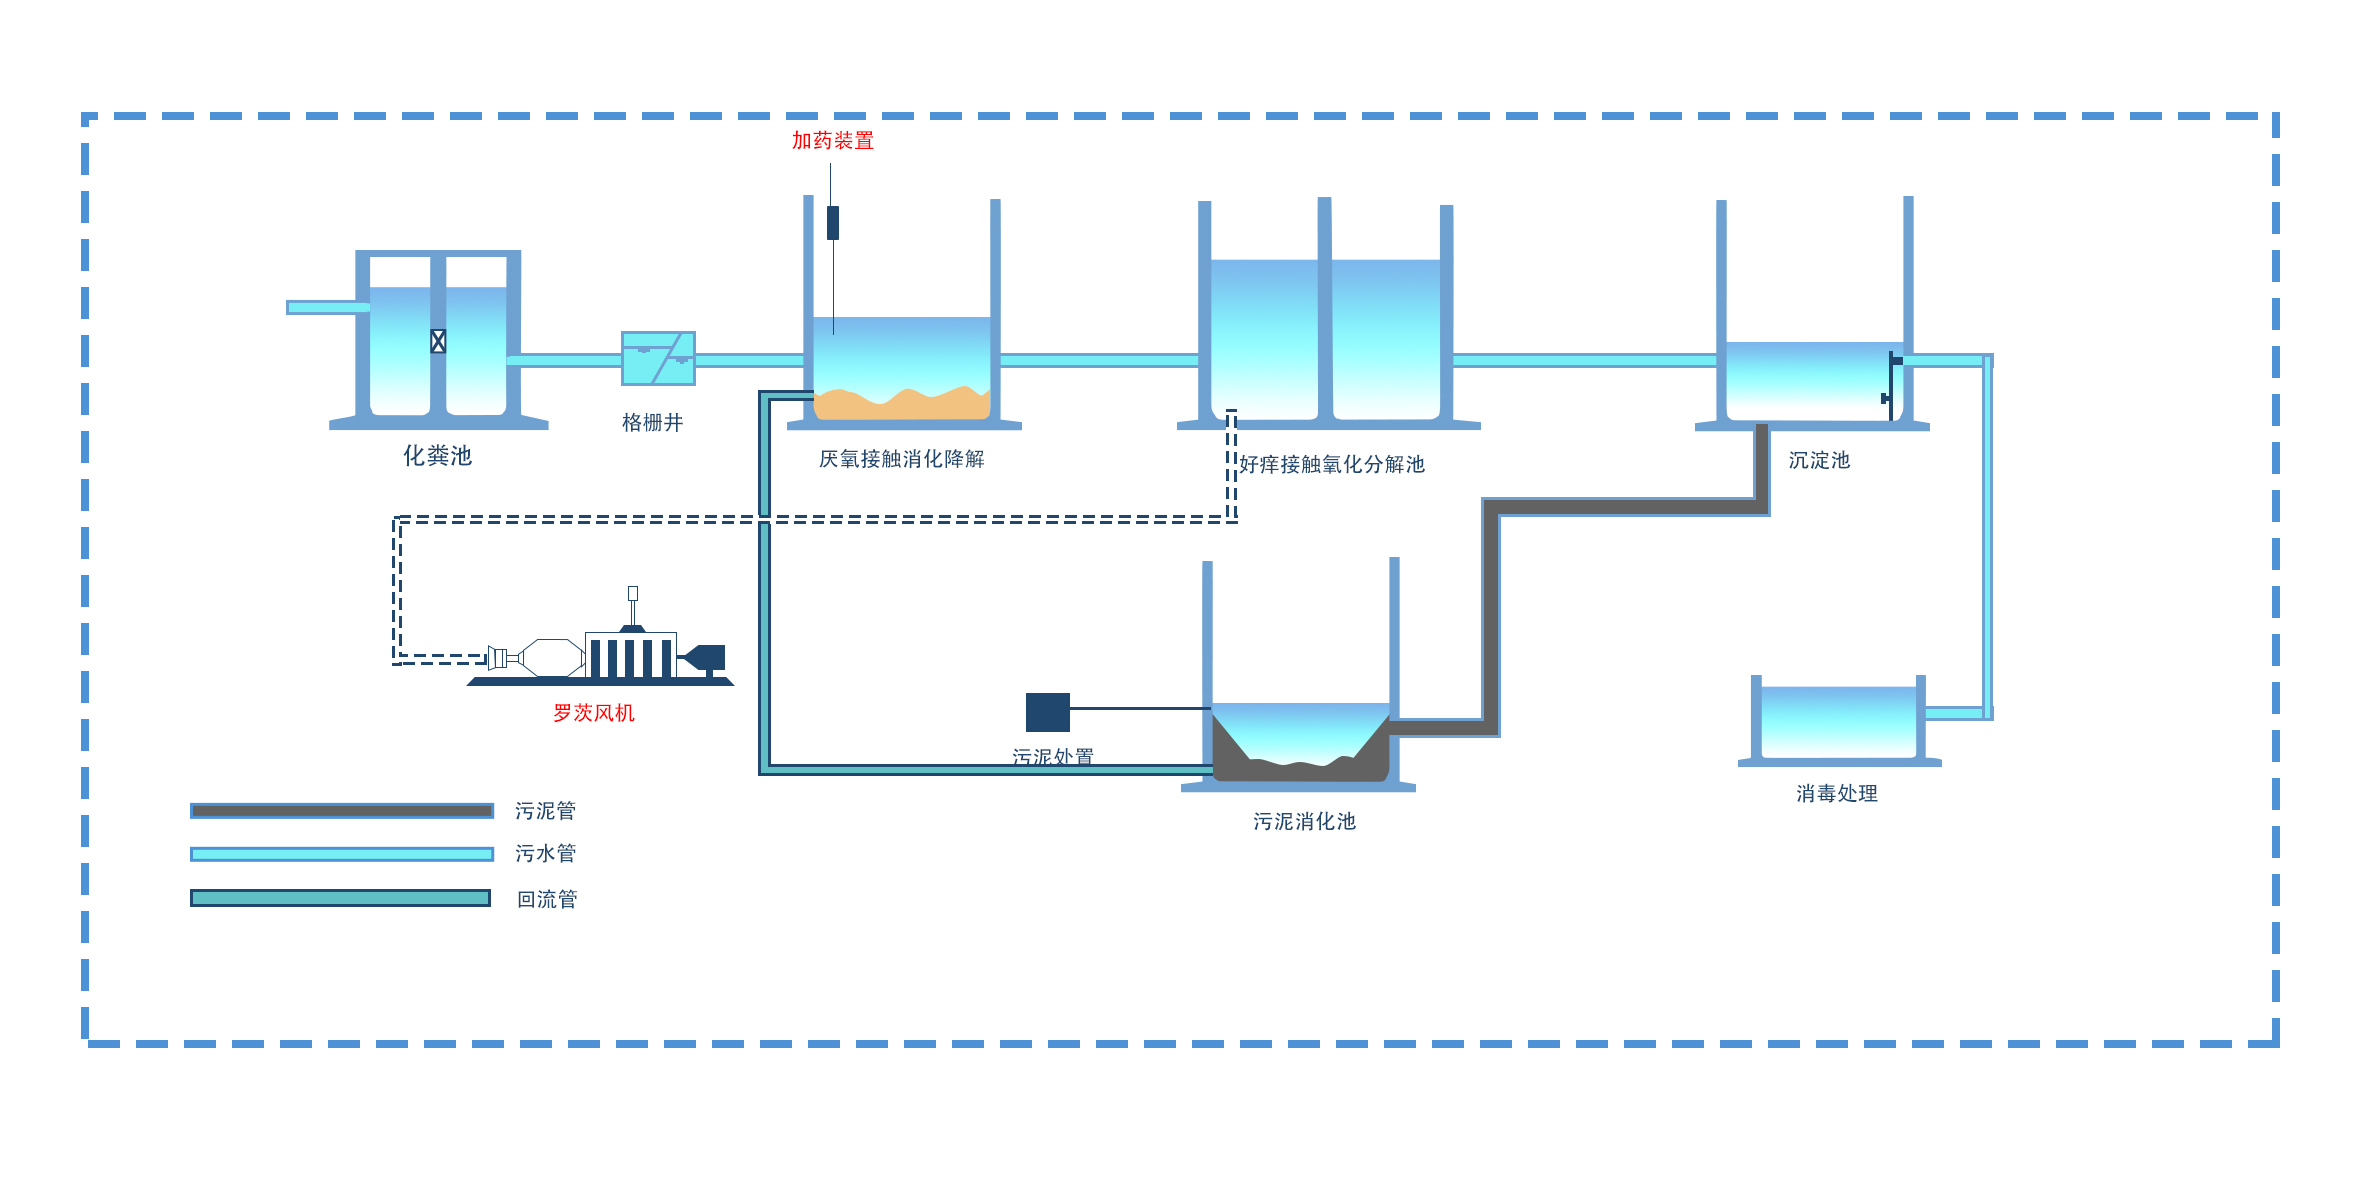 加药装置
格栅井
化粪池
厌氧接触消化降解
好痒接触氧化分解池
沉淀池
罗茨风机
污泥处置
消毒处理
污泥消化池
污泥管
污水管
回流管